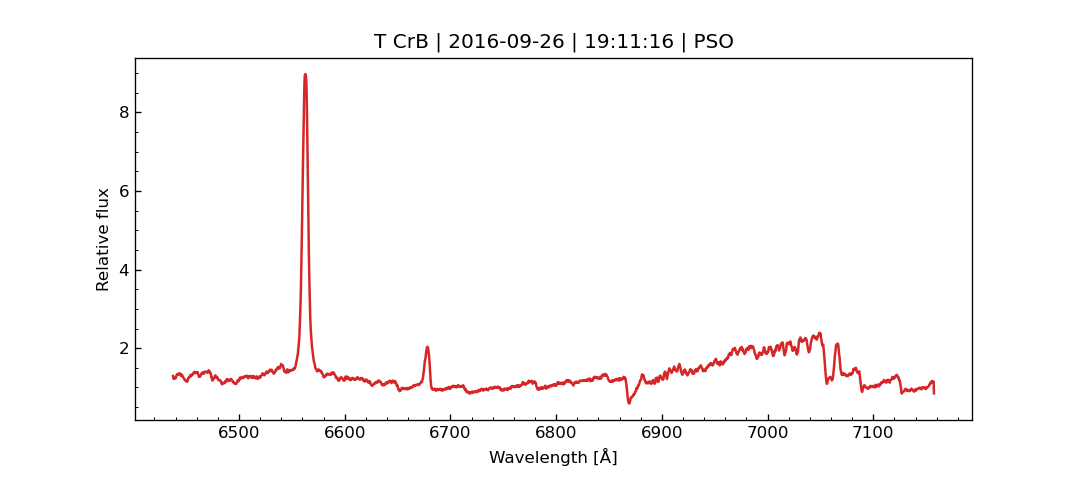 T CrB | 2016-09-26 | 19:11:16 | PSO
8
6
4
2
Relative flux
6500 6600 6700 6800 6900 7000 7100
Wavelength [Å]